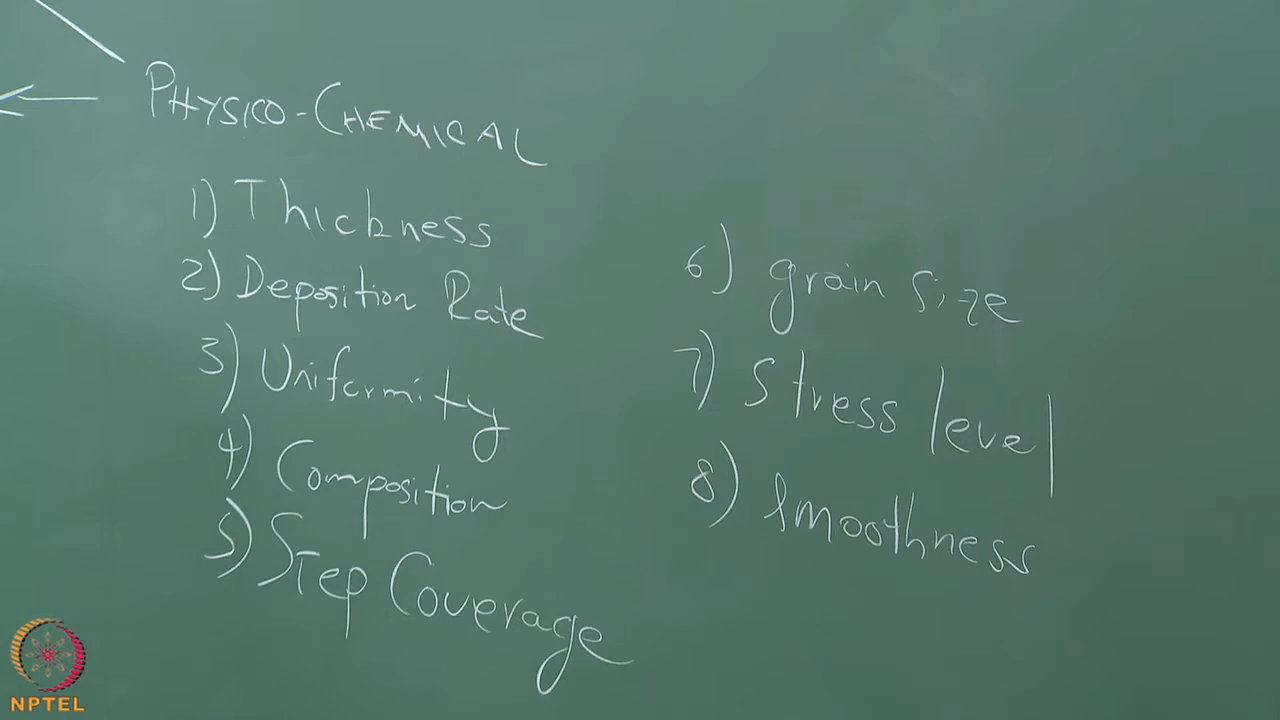 PHYSICO-CHEMICAL
1) Thickness
2) Deposition Rate
3) Uniformity
4) Composition
5) Step Coverage
6) grain size
7) Stress level
8) Smoothness
NPTEL